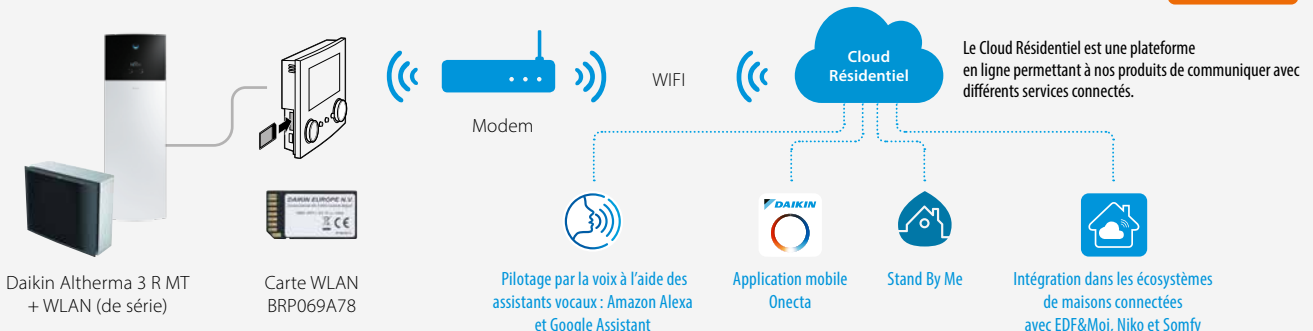 Cloud
Résidentiel
Le Cloud Résidentiel est une plateforme
en ligne permettant à nos produits de communiquer avec
différents services connectés.
WIFI
Modem
DAIKIN EUROPE N.V.
DAIKIN
Daikin Altherma 3 R MT
+ WLAN (de série)
Carte WLAN
BRP069A78
Pilotage par la voix à l'aide des
assistants vocaux : Amazon Alexa
et Google Assistant
Application mobile
Onecta
Stand By Me
Intégration dans les écosystèmes
de maisons connectées
avec EDF&Moi, Niko et Somfy